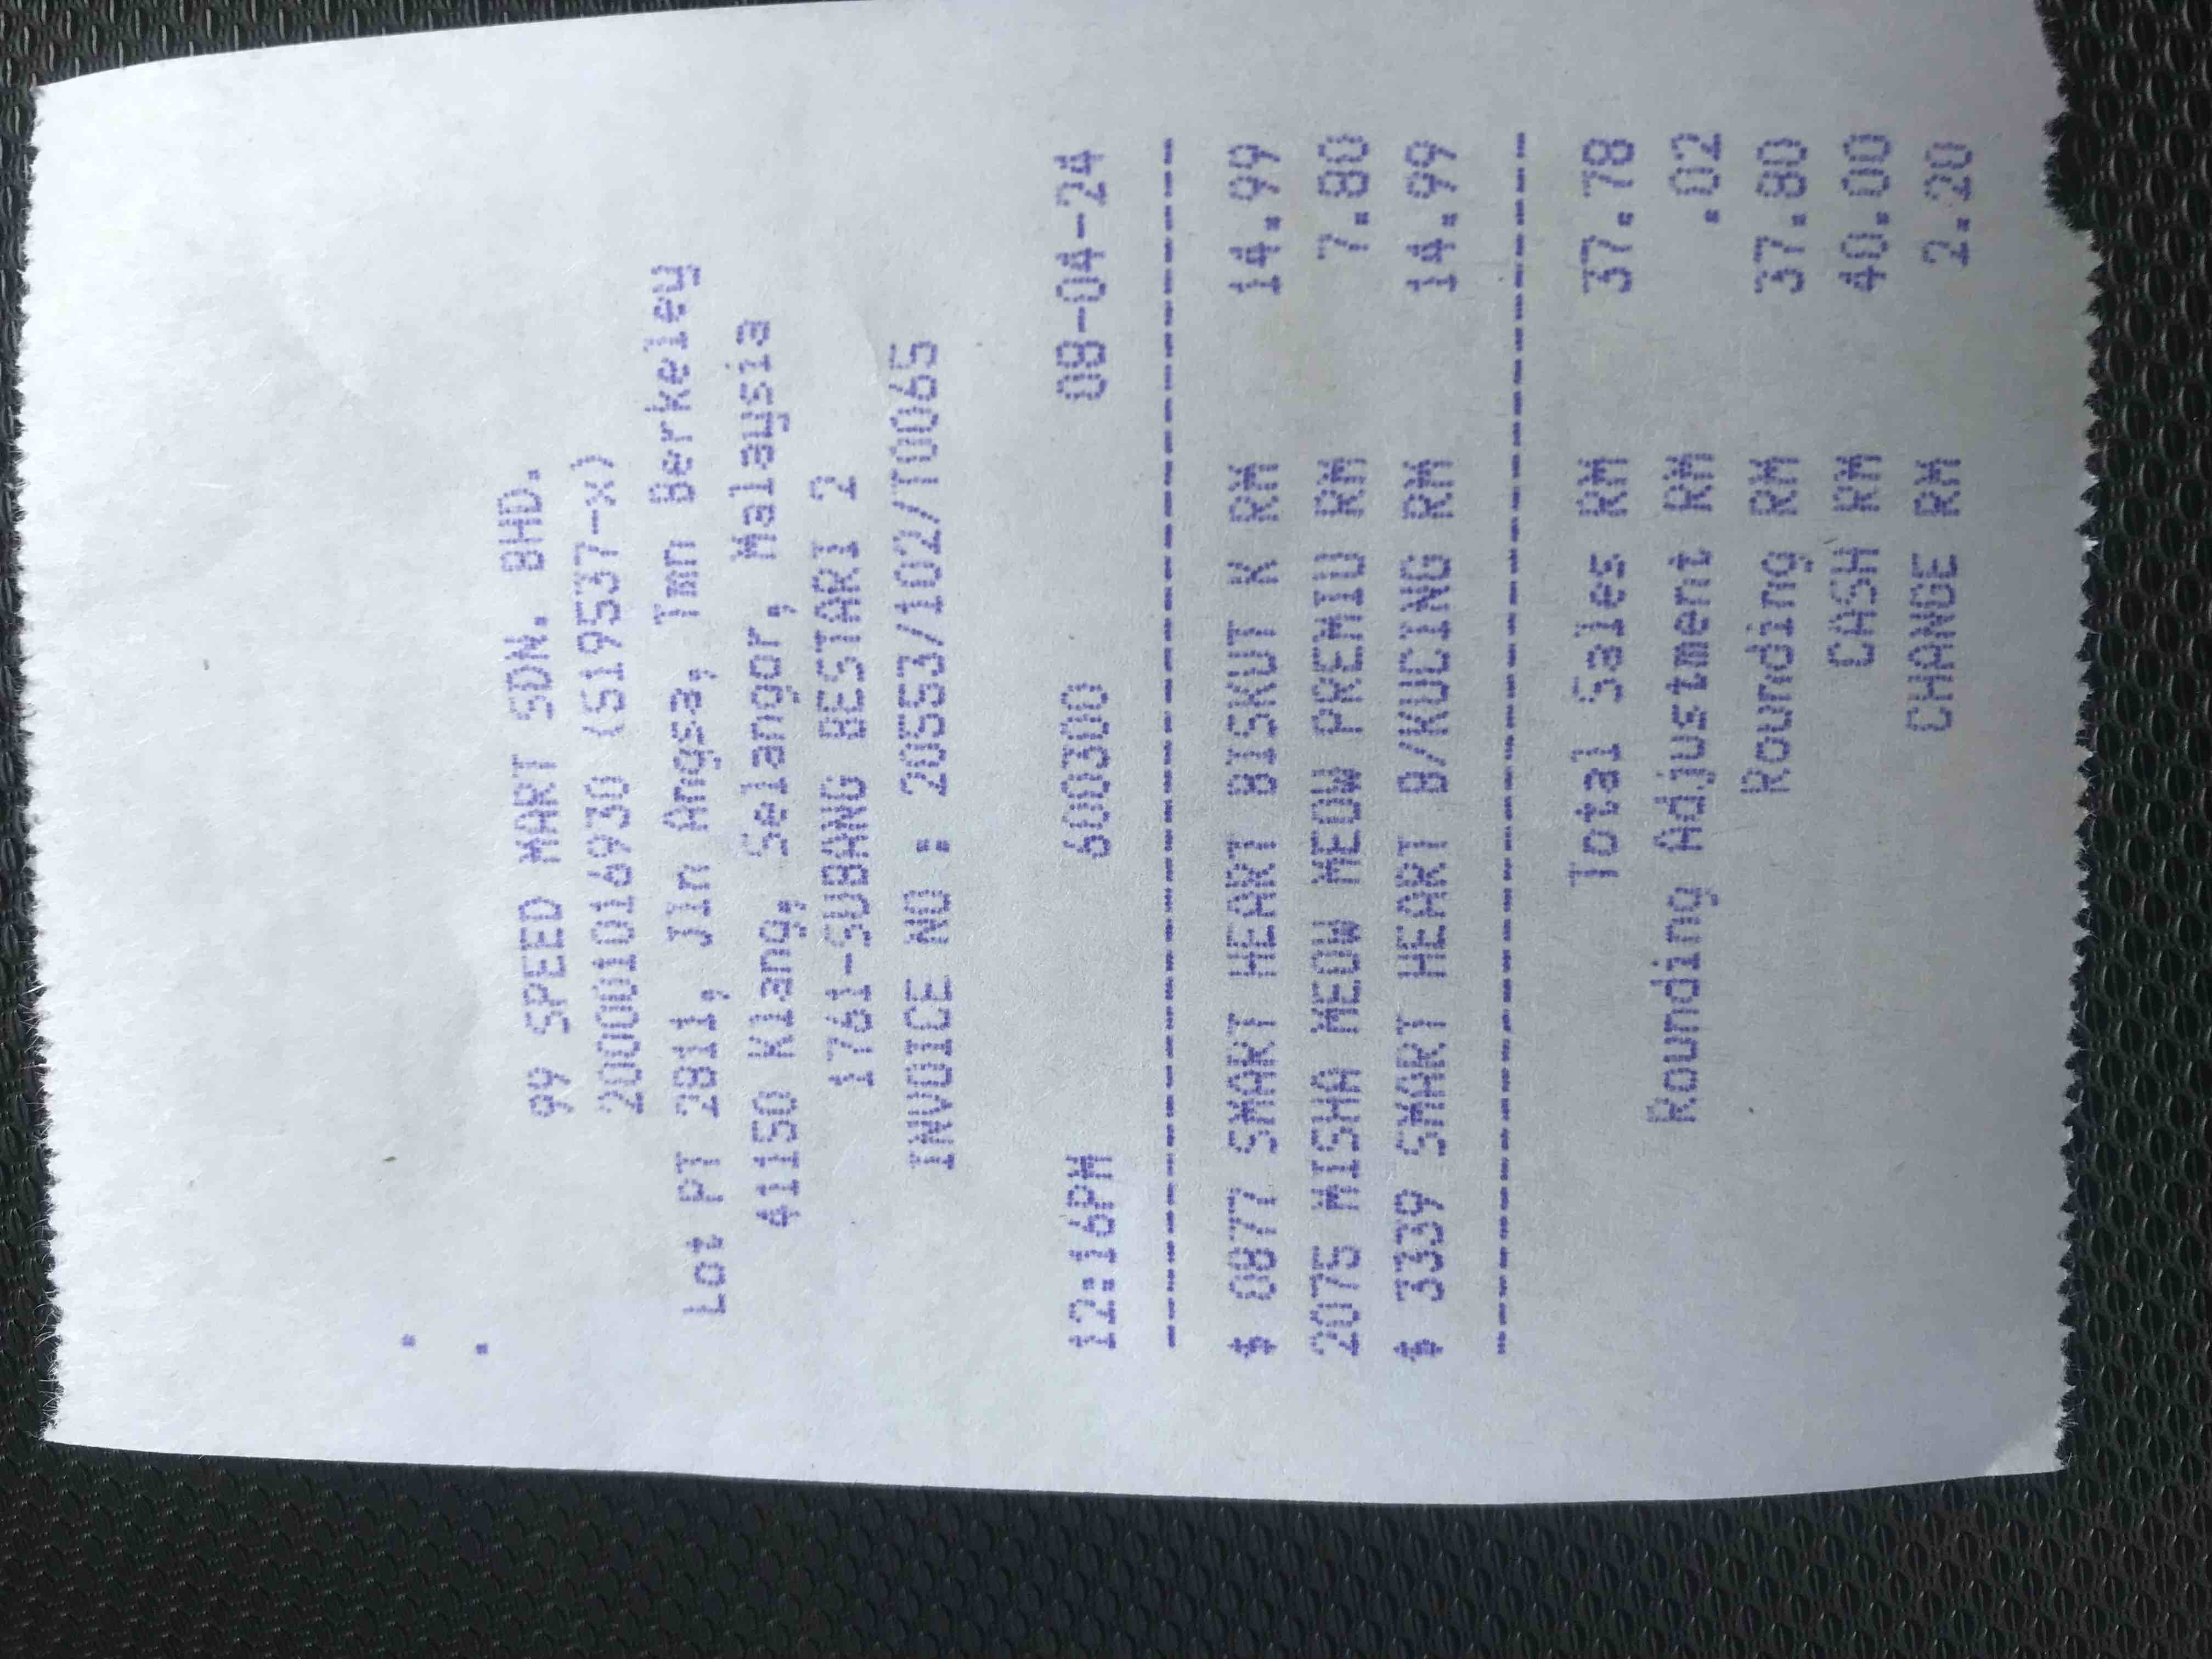 99 SPEED MART SDN. BHD.
200001016930 (519537-x)
Lot PT 2811, Jln Angsa, Tmn Berkeley
41150 Klang, Selangor, Malaysia
1761-SUBANG BESTARI 2
INVOICE NO : 20553/102/T0065
12:16PM 600300 08-04-24
$ 0877 SMART HEART BISKUT K RM 14.99
2075 MISHA MEOW MEOW PREMIU RM 7.80
$ 3339 SMART HEART B/KUCING RM 14.99
Total Sales RM 37.78
Rounding Adjustment RM .02
Rounding RM 37.80
CASH RM 40.00
CHANGE RM 2.20